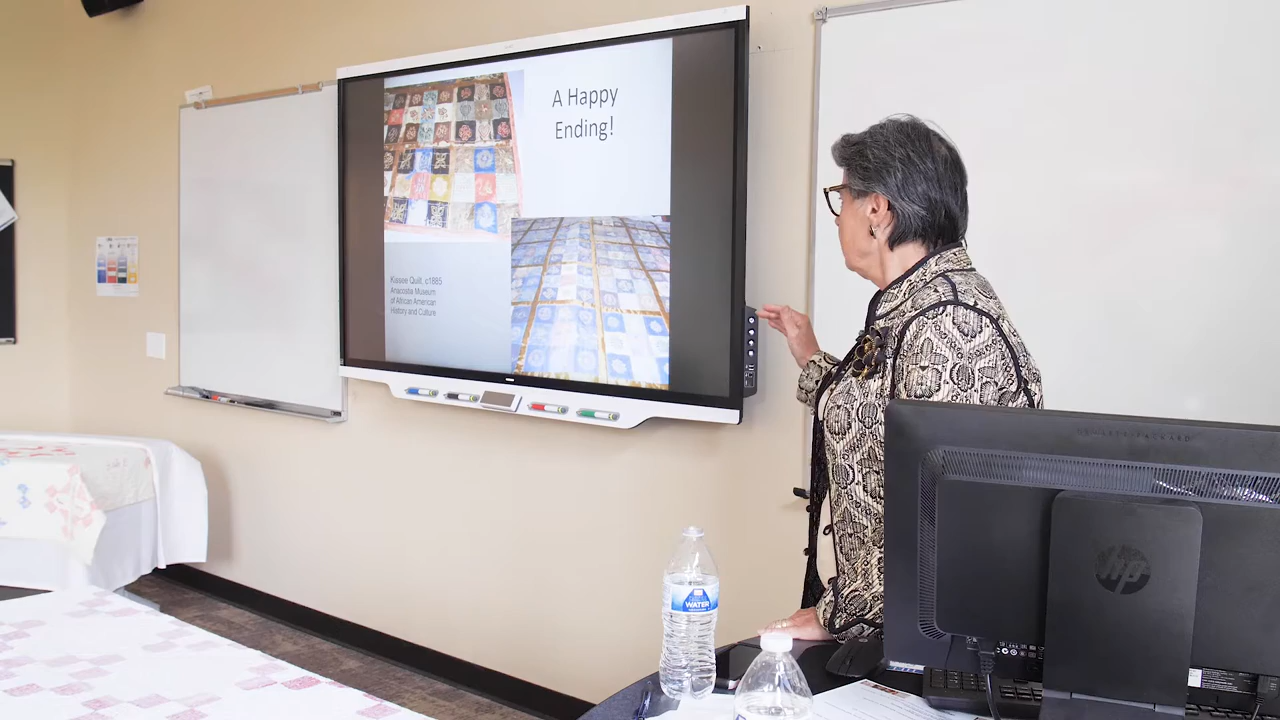 A Happy
Ending!
Kissee Quilt, c1885
Anacostia Museum
of African American
History and Culture
WATER
hp